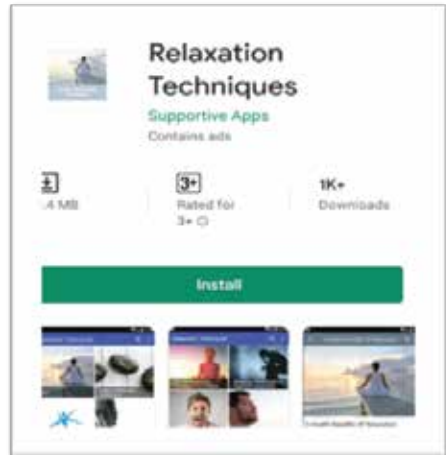 Relaxation
Techniques
Supportive Apps
Contains ads
.4 MB
3+
Rated for
3+
1K+
Downloads
Install